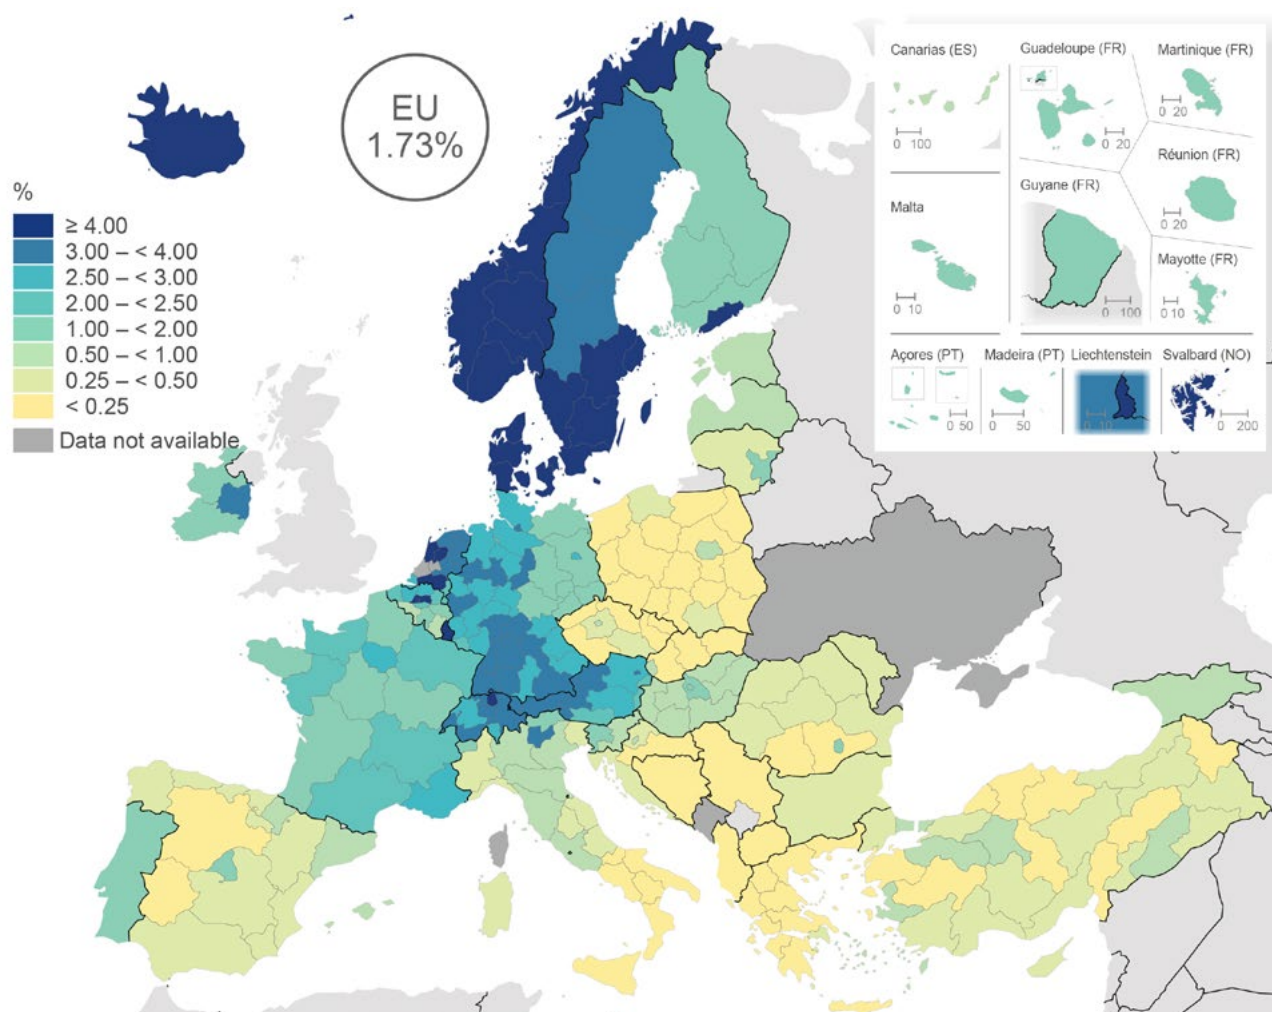 EU
1.73%
%
≥ 4.00
3.00 – < 4.00
2.50 – < 3.00
2.00 – < 2.50
1.00 – < 2.00
0.50 – < 1.00
0.25 – < 0.50
< 0.25
Data not available
Canarias (ES)
0 100
Guadeloupe (FR)
0 20
Martinique (FR)
0 20
Réunion (FR)
0 20
Malta
0 10
Guyane (FR)
0 100
Mayotte (FR)
0 10
Açores (PT)
0 50
Madeira (PT)
0 50
Liechtenstein
0 10
Svalbard (NO)
0 200